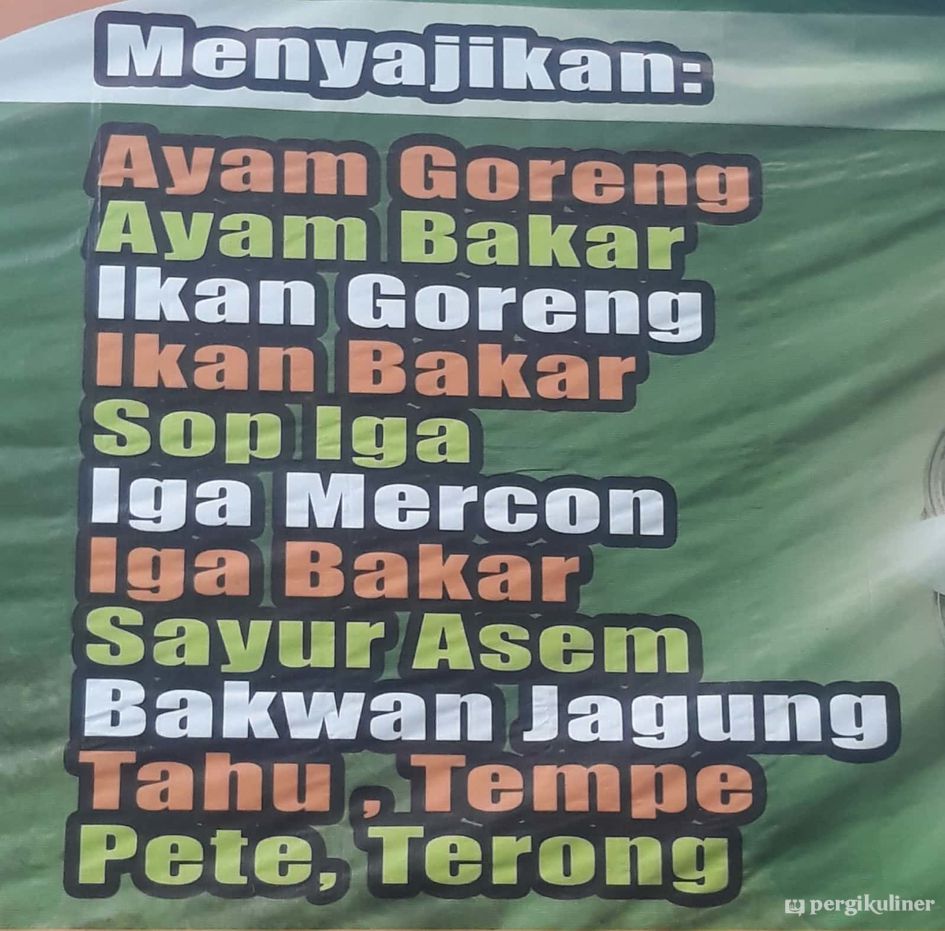 Menyajikan:
Ayam Goreng
Ayam Bakar
Ikan Goreng
Ikan Bakar
Sop Iga
Iga Mercon
Iga Bakar
Sayur Asem
Bakwan Jagung
Tahu , Tempe
Pete, Terong
pergikuliner